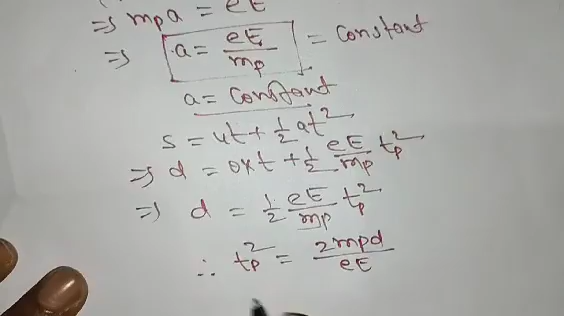 ⇒ mpa = eE
⇒ a = eE/mp = constant
a = constant
s = ut + 1/2 at²
⇒ d = 0×t + 1/2 eE/mp tp²
⇒ d = 1/2 eE/mp tp²
∴ tp² = 2mpd/eE